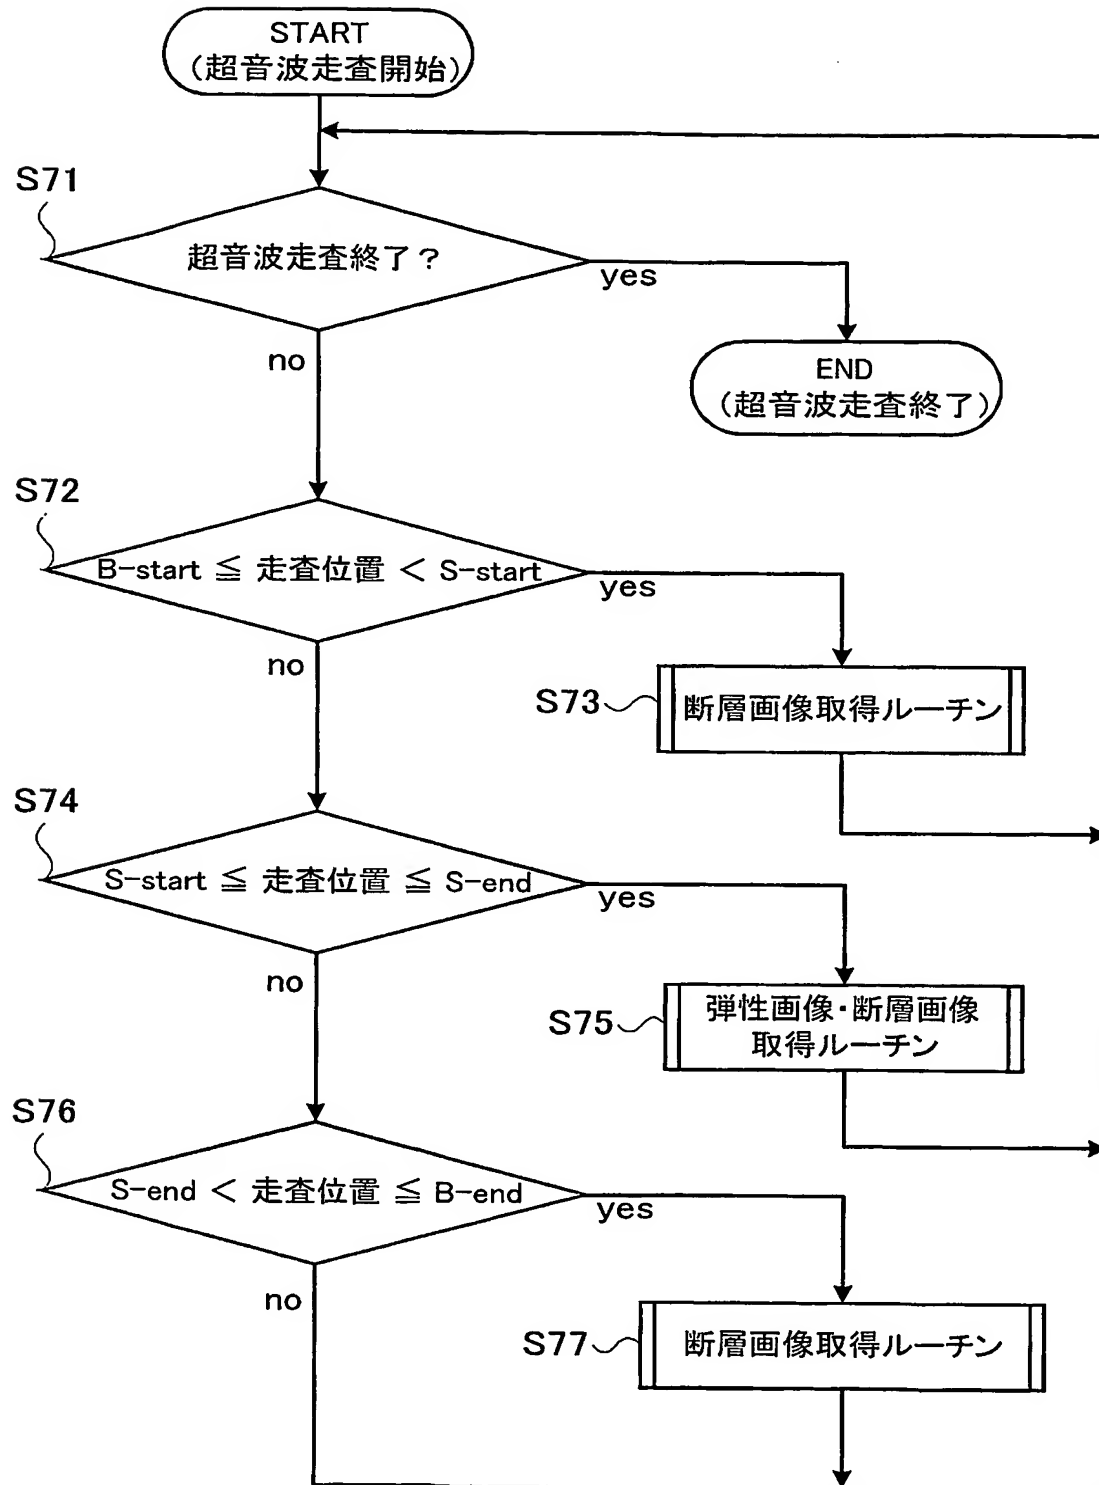 START
(超音波走査開始)
S71
超音波走査終了?
yes
no
END
(超音波走査終了)
S72
B-start ≦ 走査位置 < S-start
yes
no
S73
断層画像取得ルーチン
S74
S-start ≦ 走査位置 ≦ S-end
yes
no
S75
弾性画像・断層画像
取得ルーチン
S76
S-end < 走査位置 ≦ B-end
yes
no
S77
断層画像取得ルーチン